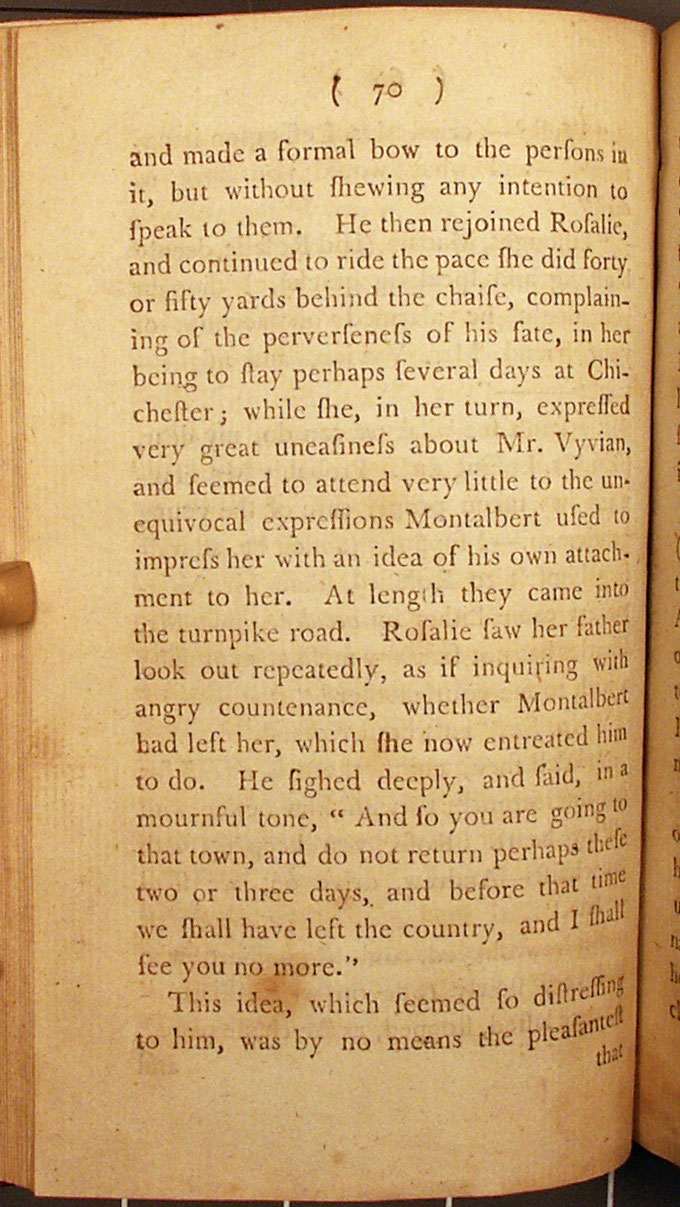 ( 70 )
and made a formal bow to the perſons in
it, but without ſhewing any intention to
ſpeak to them. He then rejoined Roſalie,
and continued to ride the pace ſhe did forty
or fifty yards behind the chaiſe, complain-
ing of the perverſeneſs of his fate, in her
being to ſtay perhaps ſeveral days at Chi-
cheſter; while ſhe, in her turn, expreſſed
very great uneaſineſs about Mr. Vyvian,
and ſeemed to attend very little to the un-
equivocal expreſſions Montalbert uſed to
impreſs her with an idea of his own attach-
ment to her. At length they came into
the turnpike road. Roſalie ſaw her father
look out repeatedly, as if inquiring with
angry countenance, whether Montalbert
had left her, which ſhe now entreated him
to do. He ſighed deeply, and ſaid, in a
mournful tone, “ And ſo you are going to
that town, and do not return perhaps theſe
two or three days, and before that time
we ſhall have left the country, and I ſhall
ſee you no more.”
This idea, which ſeemed ſo diſtreſſing
to him, was by no means the pleaſanteſt
that